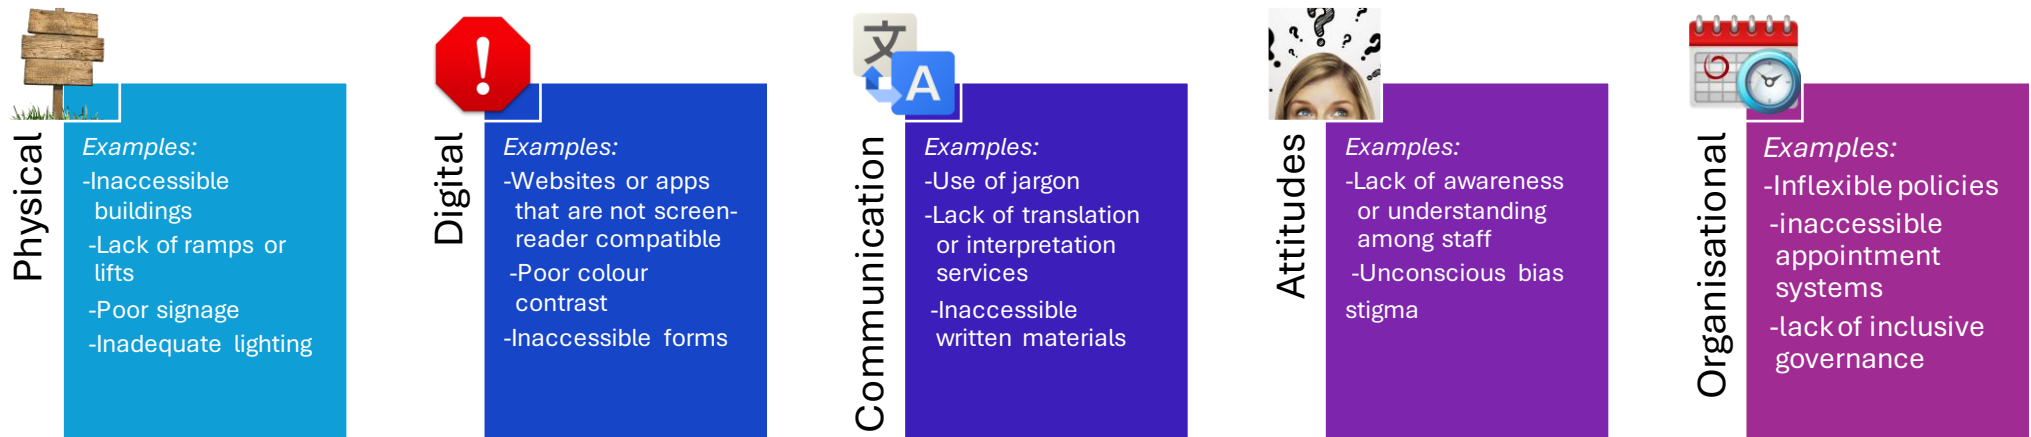 Physical
Examples:
-Inaccessible
buildings
-Lack of ramps or
lifts
-Poor signage
-Inadequate lighting
Digital
Examples:
-Websites or apps
that are not screen-
reader compatible
-Poor colour
contrast
-Inaccessible forms
文
A
Communication
Examples:
-Use of jargon
-Lack of translation
or interpretation
services
-Inaccessible
written materials
Attitudes
Examples:
-Lack of awareness
or understanding
among staff
-Unconscious bias
stigma
Organisational
Examples:
-Inflexible policies
-inaccessible
appointment
systems
-lack of inclusive
governance